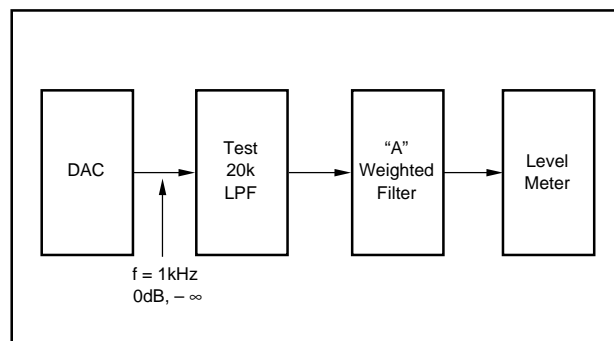 DAC
Test
20k
LPF
“A”
Weighted
Filter
Level
Meter
f = 1kHz
0dB, – ∞